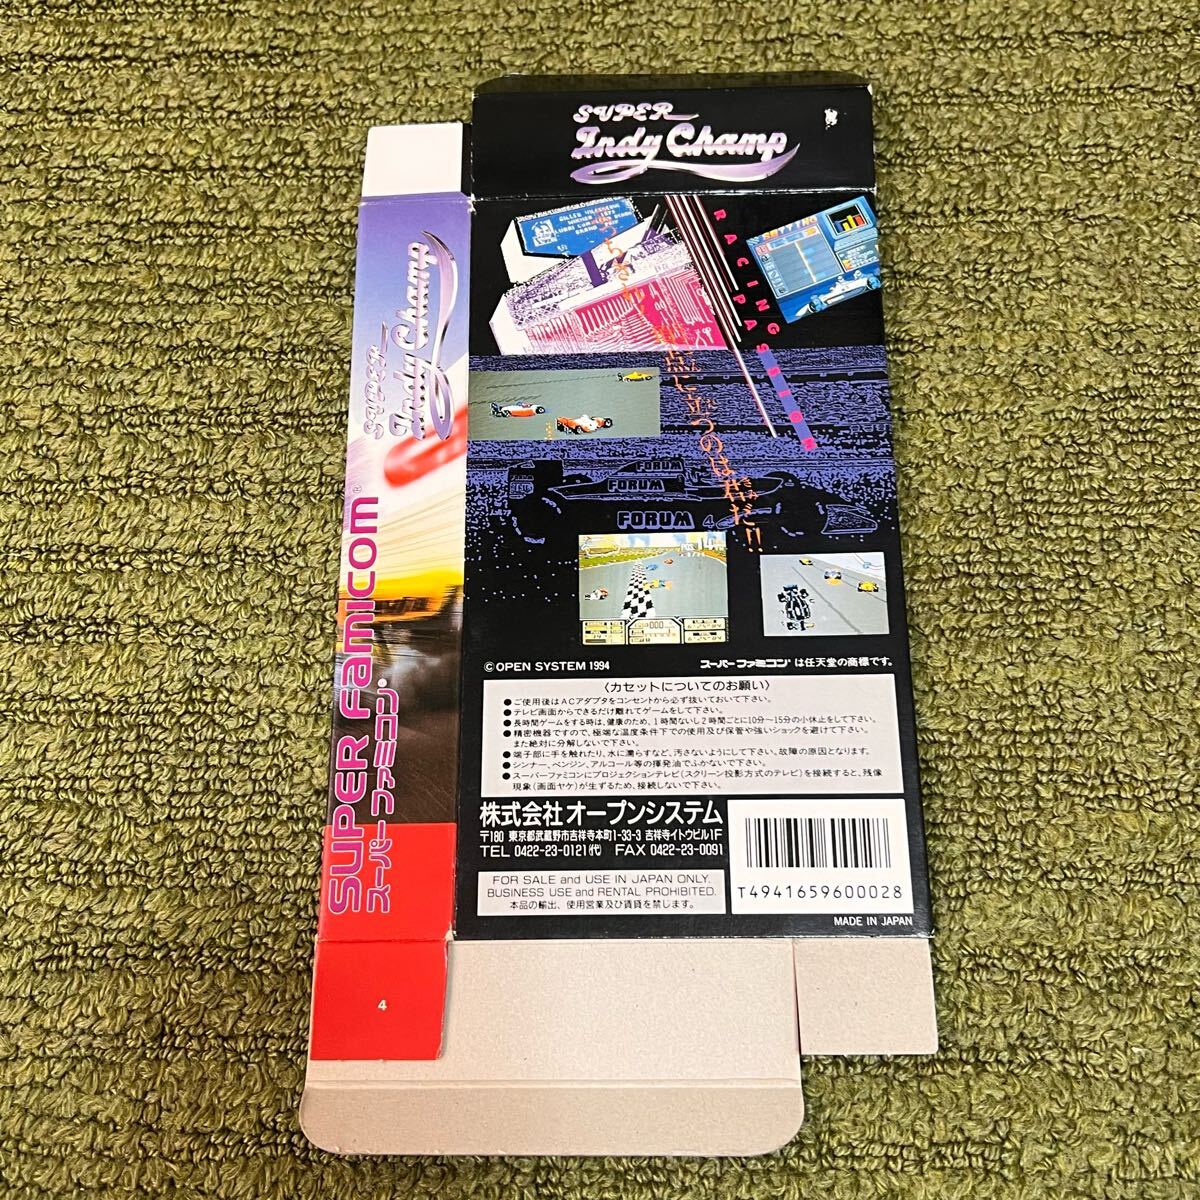 SUPER
Indy Champ
RACING PASSION
頂点に立つのは君だ!!
きみ
FORUM
FORUM
FORUM 4
© OPEN SYSTEM 1994
スーパーファミコン®は任天堂の商標です。
〈カセットについてのお願い〉
●ご使用後はACアダプタをコンセントから必ず抜いておいて下さい。
●テレビ画面からできるだけ離れてゲームをして下さい。
●長時間ゲームをする時は、健康のため、1時間ないし2時間ごとに10分〜15分の小休止をして下さい。
●精密機器ですので、極端な温度条件下での使用及び保管や強いショックを避けて下さい。
また絶対に分解しないで下さい。
●端子部に手を触れたり、水に濡らすなど、汚さないようにして下さい。故障の原因となります。
●シンナー、ベンジン、アルコール等の揮発油でふかないで下さい。
●スーパーファミコンにプロジェクションテレビ(スクリーン投影方式のテレビ)を接続すると、残像
現象(画面ヤケ)が生ずるため、接続しないで下さい。
株式会社オープンシステム
〒180 東京都武蔵野市吉祥寺本町1-33-3 吉祥寺イトウビル1F
TEL 0422-23-0121(代) FAX 0422-23-0091
FOR SALE and USE IN JAPAN ONLY.
BUSINESS USE and RENTAL PROHIBITED.
本品の輸出、使用営業及び賃貸を禁じます。
T4941659600028
MADE IN JAPAN
SUPER
Indy Champ
SUPER Famicom®
スーパーファミコン®
4